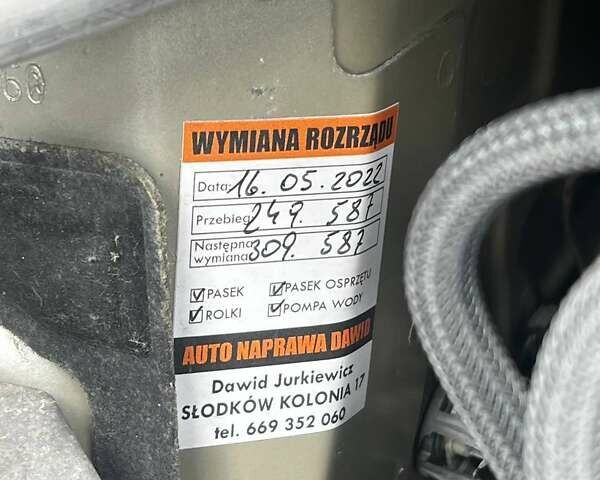 60
WYMIANA ROZRZĄDU
Data 16.05.2022
Przebieg 249. 587
Następna
wymiana 309. 587
PASEK PASEK OSPRZĘTU
ROLKI POMPA WODY
AUTO NAPRAWA DAWID
Dawid Jurkiewicz
SŁODKÓW KOLONIA 17
tel. 669 352 060